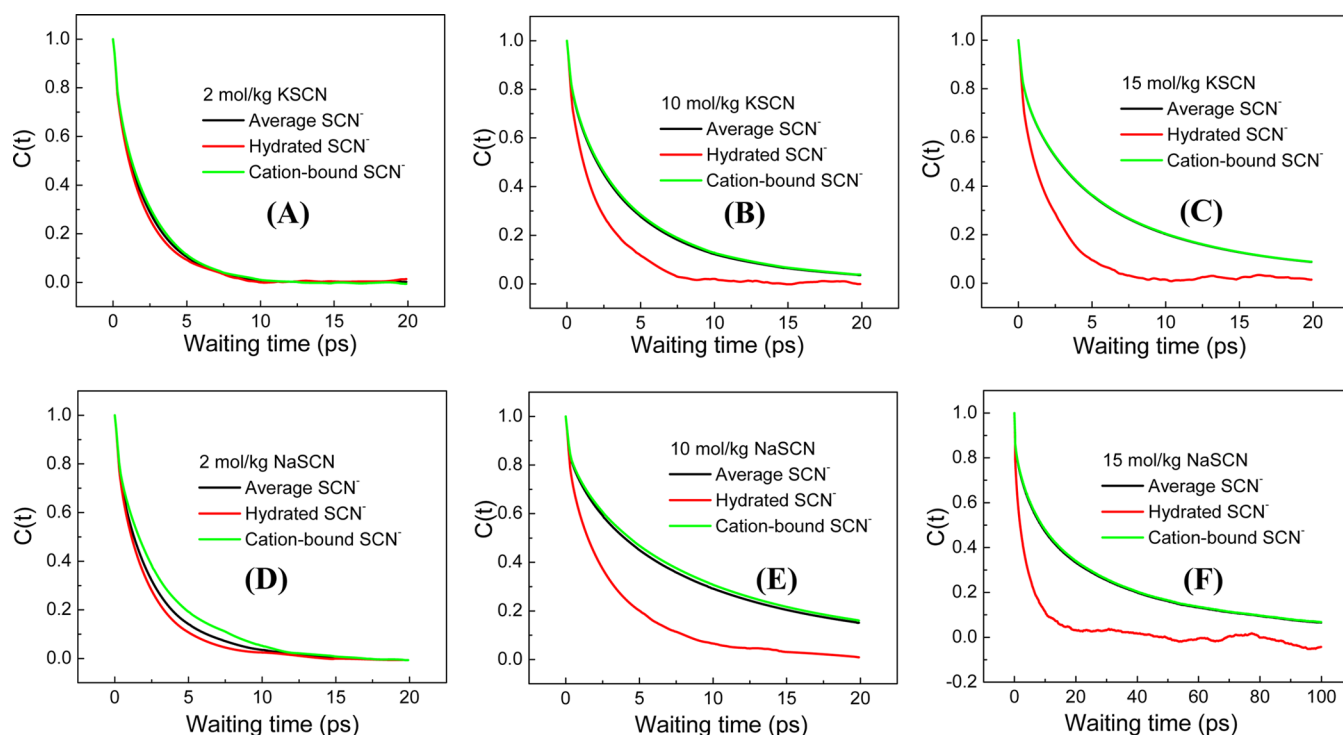 C(t)
1.0
0.8
0.6
0.4
0.2
0.0
2 mol/kg KSCN
Average SCN⁻
Hydrated SCN⁻
Cation-bound SCN⁻
(A)
0 5 10 15 20
Waiting time (ps)
C(t)
1.0
0.8
0.6
0.4
0.2
0.0
10 mol/kg KSCN
Average SCN⁻
Hydrated SCN⁻
Cation-bound SCN⁻
(B)
0 5 10 15 20
Waiting time (ps)
C(t)
1.0
0.8
0.6
0.4
0.2
0.0
15 mol/kg KSCN
Average SCN⁻
Hydrated SCN⁻
Cation-bound SCN⁻
(C)
0 5 10 15 20
Waiting time (ps)
C(t)
1.0
0.8
0.6
0.4
0.2
0.0
2 mol/kg NaSCN
Average SCN⁻
Hydrated SCN⁻
Cation-bound SCN⁻
(D)
0 5 10 15 20
Waiting time (ps)
C(t)
1.0
0.8
0.6
0.4
0.2
0.0
10 mol/kg NaSCN
Average SCN⁻
Hydrated SCN⁻
Cation-bound SCN⁻
(E)
0 5 10 15 20
Waiting time (ps)
C(t)
1.0
0.8
0.6
0.4
0.2
0.0
-0.2
15 mol/kg NaSCN
Average SCN⁻
Hydrated SCN⁻
Cation-bound SCN⁻
(F)
0 20 40 60 80 100
Waiting time (ps)